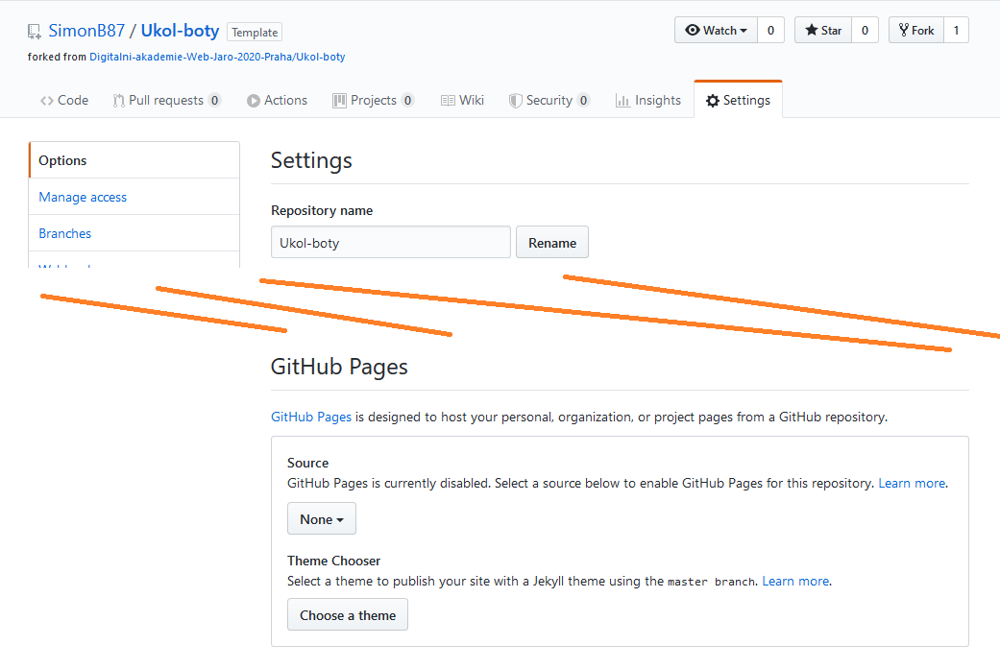 SimonB87 / Ukol-boty Template
Watch 0 Star 0 Fork 1
forked from Digitalni-akademie-Web-Jaro-2020-Praha/Ukol-boty
Code Pull requests 0 Actions Projects 0 Wiki Security 0 Insights Settings
Options
Manage access
Branches
Settings
Repository name
Ukol-boty Rename
GitHub Pages
GitHub Pages is designed to host your personal, organization, or project pages from a GitHub repository.
Source
GitHub Pages is currently disabled. Select a source below to enable GitHub Pages for this repository. Learn more.
None
Theme Chooser
Select a theme to publish your site with a Jekyll theme using the master branch. Learn more.
Choose a theme